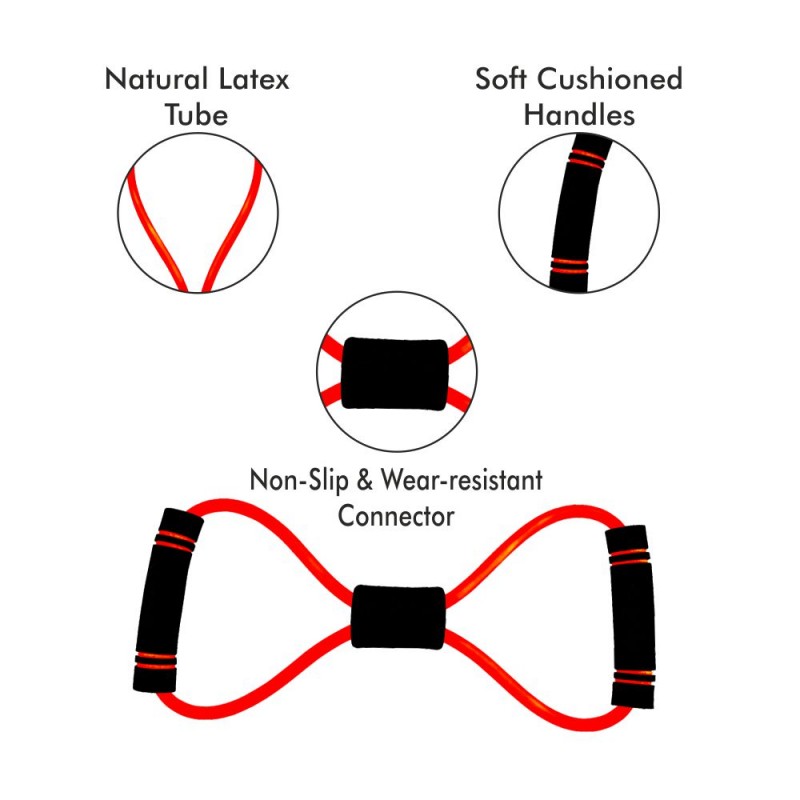 Natural Latex
Tube
Soft Cushioned
Handles
Non-Slip & Wear-resistant
Connector